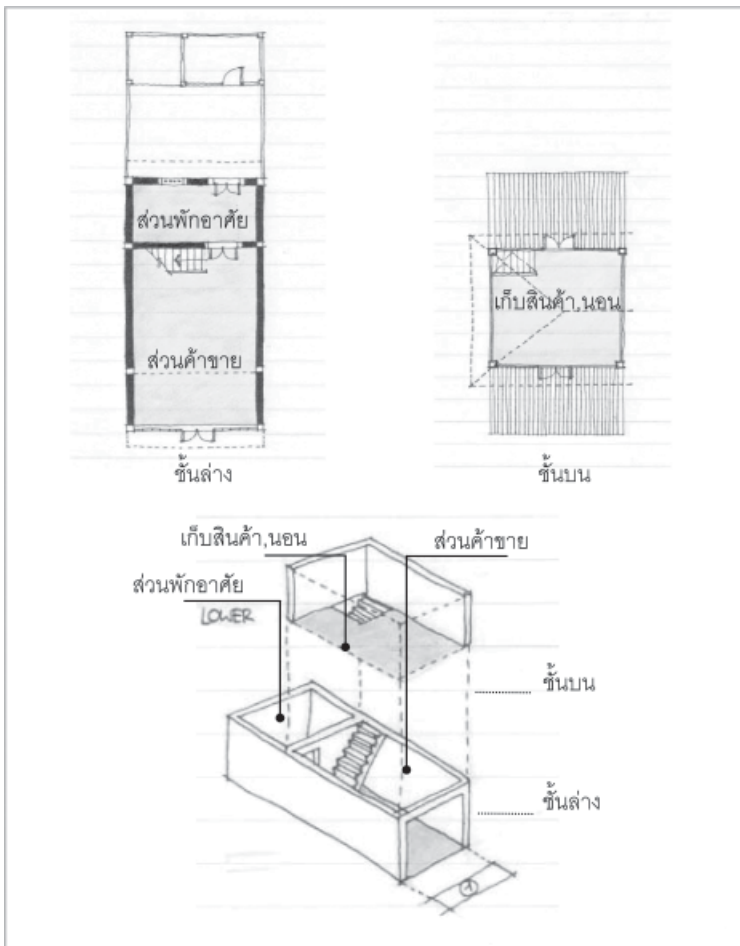 ส่วนพักอาศัย
ส่วนค้าขาย
ชั้นล่าง
เก็บสินค้า,นอน
ชั้นบน
เก็บสินค้า,นอน
ส่วนค้าขาย
ส่วนพักอาศัย
LOWER
ชั้นบน
ชั้นล่าง